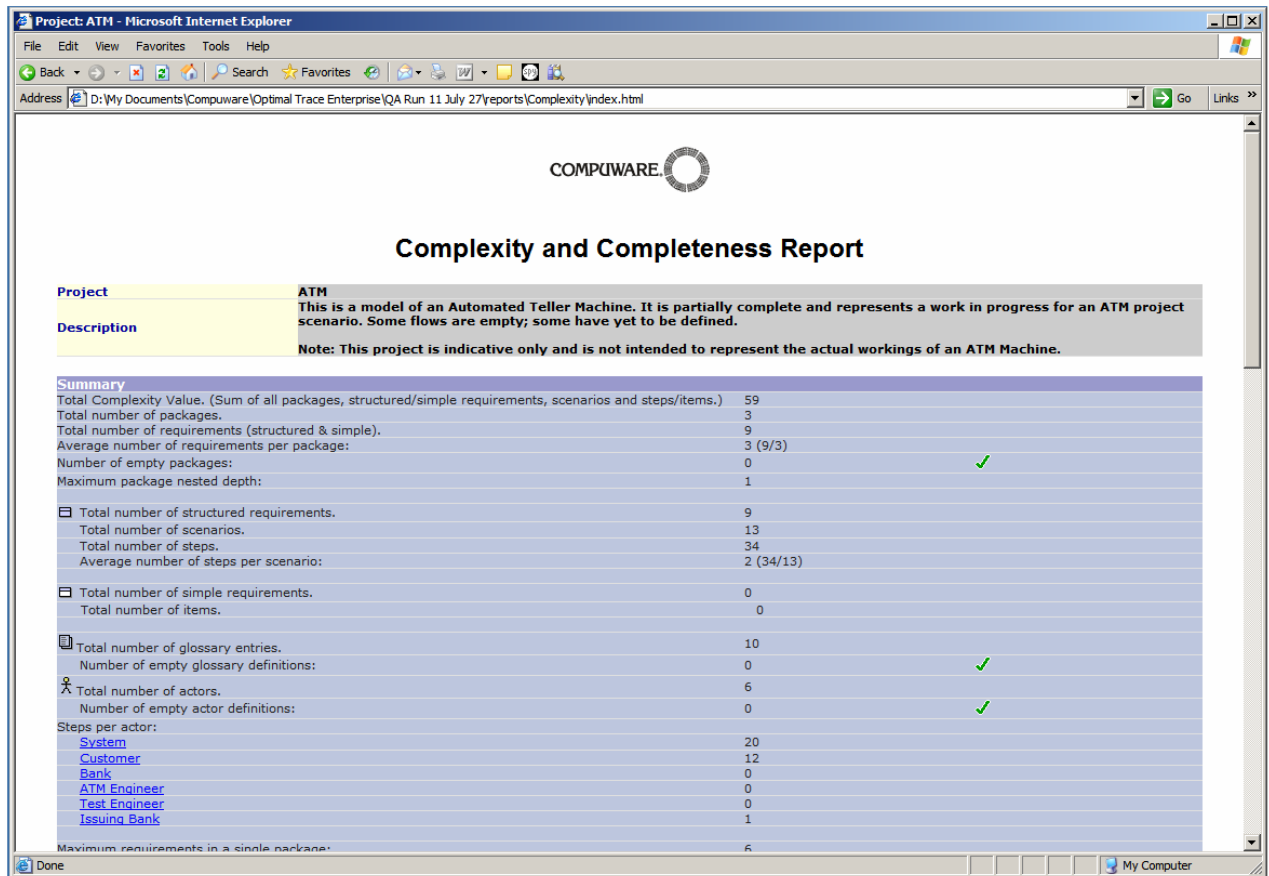 Project: ATM - Microsoft Internet Explorer
File Edit View Favorites Tools Help
Back Search Favorites
Address D:\My Documents\Compuware\Optimal Trace Enterprise\QA Run 11 July 27\reports\Complexity\index.html Go Links »
COMPUWARE.
Complexity and Completeness Report
Project ATM
Description This is a model of an Automated Teller Machine. It is partially complete and represents a work in progress for an ATM project
scenario. Some flows are empty; some have yet to be defined.
Note: This project is indicative only and is not intended to represent the actual workings of an ATM Machine.
Summary
Total Complexity Value. (Sum of all packages, structured/simple requirements, scenarios and steps/items.) 59
Total number of packages. 3
Total number of requirements (structured & simple). 9
Average number of requirements per package: 3 (9/3)
Number of empty packages: 0 ✓
Maximum package nested depth: 1
Total number of structured requirements. 9
Total number of scenarios. 13
Total number of steps. 34
Average number of steps per scenario: 2 (34/13)
Total number of simple requirements. 0
Total number of items. 0
Total number of glossary entries. 10
Number of empty glossary definitions: 0 ✓
Total number of actors. 6
Number of empty actor definitions: 0 ✓
Steps per actor:
System 20
Customer 12
Bank 0
ATM Engineer 0
Test Engineer 0
Issuing Bank 1
Maximum requirements in a single package: 6
Done My Computer